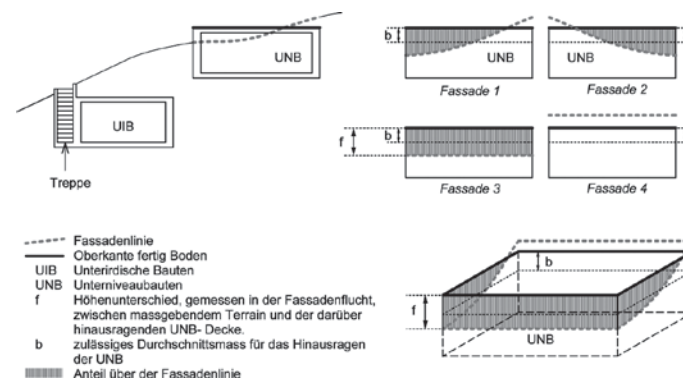 UNB
UIB
Treppe
b
UNB
Fassade 1
UNB
Fassade 2
f
b
Fassade 3
Fassade 4
Fassadenlinie
Oberkante fertig Boden
UIB Unterirdische Bauten
UNB Unterniveaubauten
f Höhenunterschied, gemessen in der Fassadenflucht,
zwischen massgebendem Terrain und der darüber
hinausragenden UNB- Decke.
b zulässiges Durchschnittsmass für das Hinausragen
der UNB
Anteil über der Fassadenlinie
b
f
UNB